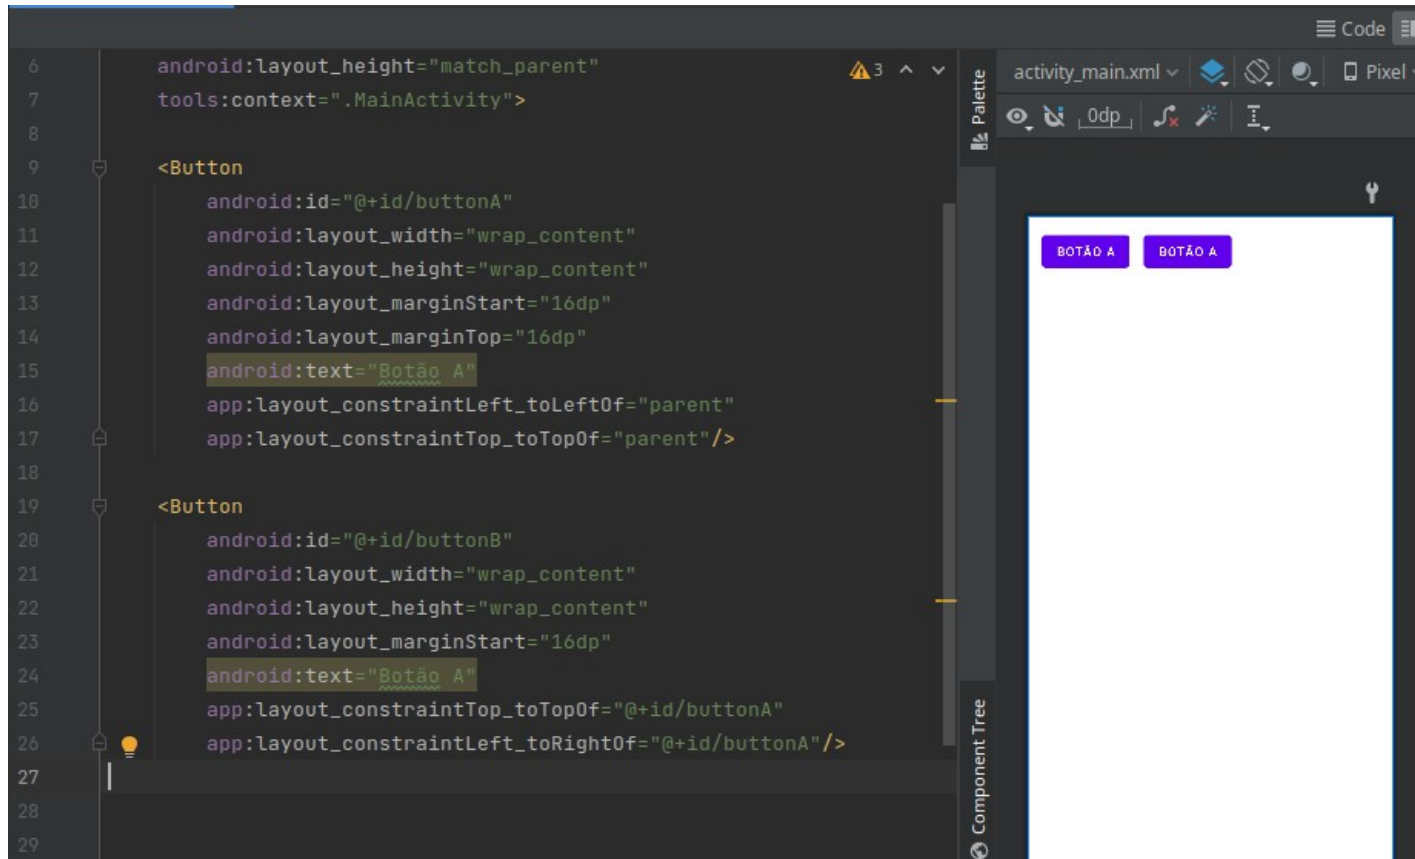 Code
6 android:layout_height="match_parent"
3
7 tools:context=".MainActivity">
8
9 <Button
10 android:id="@+id/buttonA"
11 android:layout_width="wrap_content"
12 android:layout_height="wrap_content"
13 android:layout_marginStart="16dp"
14 android:layout_marginTop="16dp"
15 android:text="Botão A"
16 app:layout_constraintLeft_toLeftOf="parent"
17 app:layout_constraintTop_toTopOf="parent"/>
18
19 <Button
20 android:id="@+id/buttonB"
21 android:layout_width="wrap_content"
22 android:layout_height="wrap_content"
23 android:layout_marginStart="16dp"
24 android:text="Botão A"
25 app:layout_constraintTop_toTopOf="@+id/buttonA"
26 app:layout_constraintLeft_toRightOf="@+id/buttonA"/>
27
28
29
Palette
Component Tree
activity_main.xml Pixel
0dp
BOTÃO A BOTÃO A